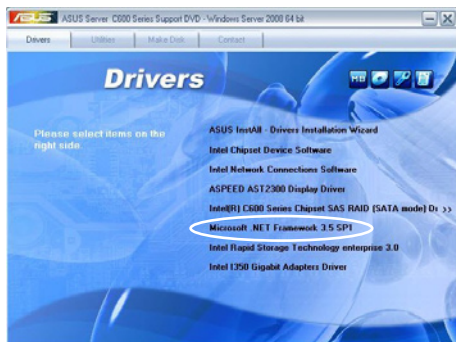 ASUS ASUS Server C600 Series Support DVD - Windows Server 2008 64 bit
Drivers Utilities Make Disk Contact
Drivers
MB
Please select items on the
right side.
ASUS InstAll - Drivers Installation Wizard
Intel Chipset Device Software
Intel Network Connections Software
ASPEED AST2300 Display Driver
Intel(R) C600 Series Chipset SAS RAID (SATA mode) Dr >>
Microsoft .NET Framework 3.5 SP1
Intel Rapid Storage Technology enterprise 3.0
Intel I350 Gigabit Adapters Driver